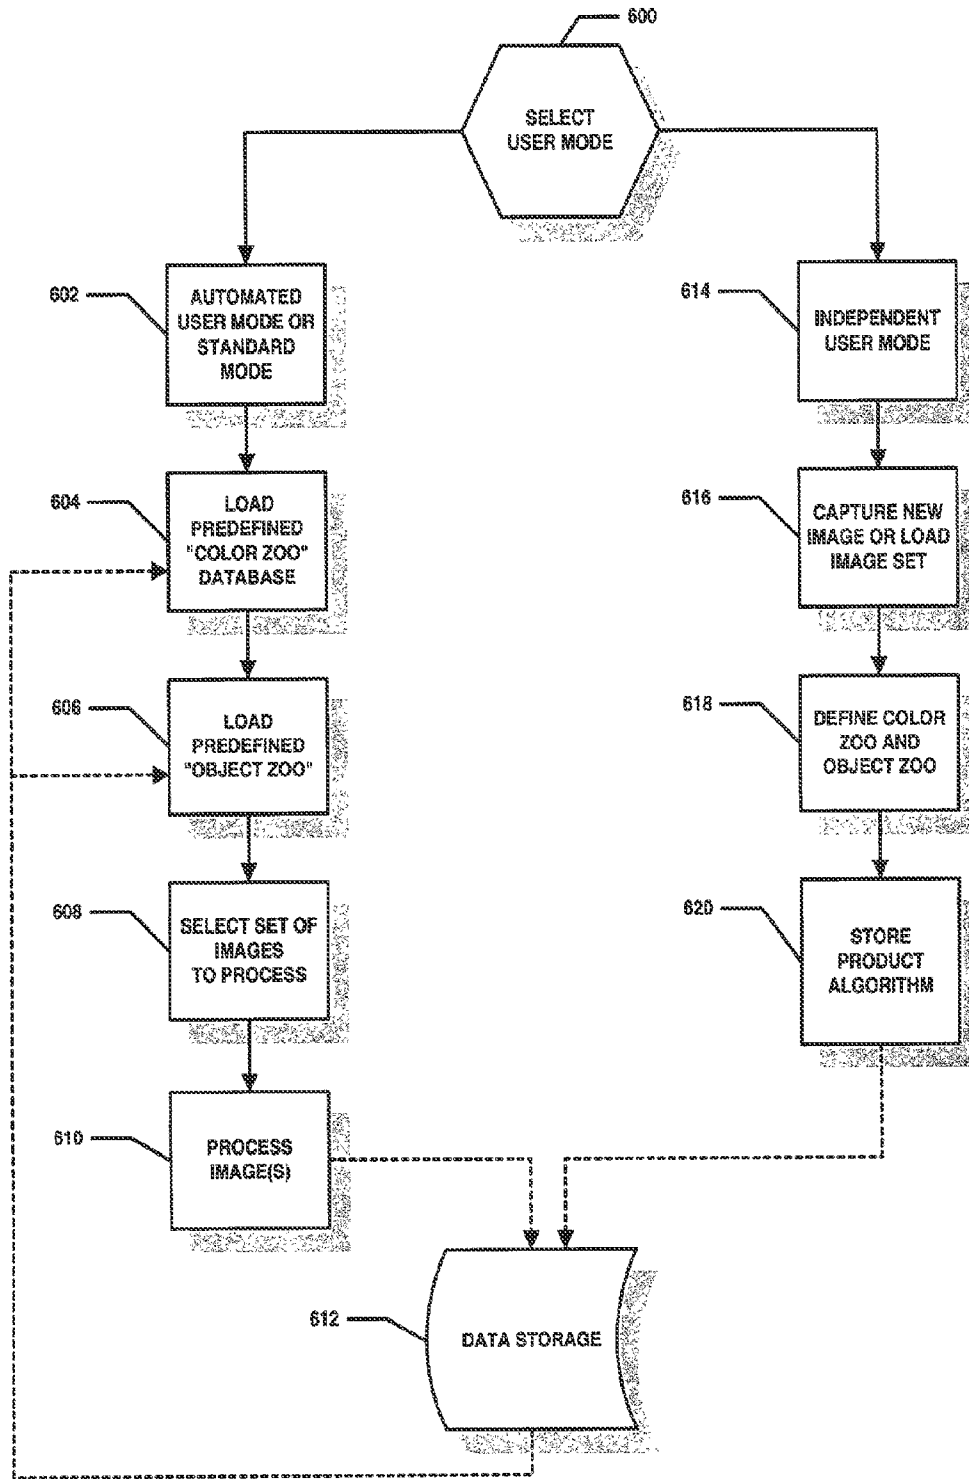 600
SELECT
USER MODE
602
AUTOMATED
USER MODE OR
STANDARD
MODE
604
LOAD
PREDEFINED
"COLOR ZOO"
DATABASE
606
LOAD
PREDEFINED
"OBJECT ZOO"
608
SELECT SET OF
IMAGES
TO PROCESS
610
PROCESS
IMAGE(S)
612
DATA STORAGE
614
INDEPENDENT
USER MODE
616
CAPTURE NEW
IMAGE OR LOAD
IMAGE SET
618
DEFINE COLOR
ZOO AND
OBJECT ZOO
620
STORE
PRODUCT
ALGORITHM